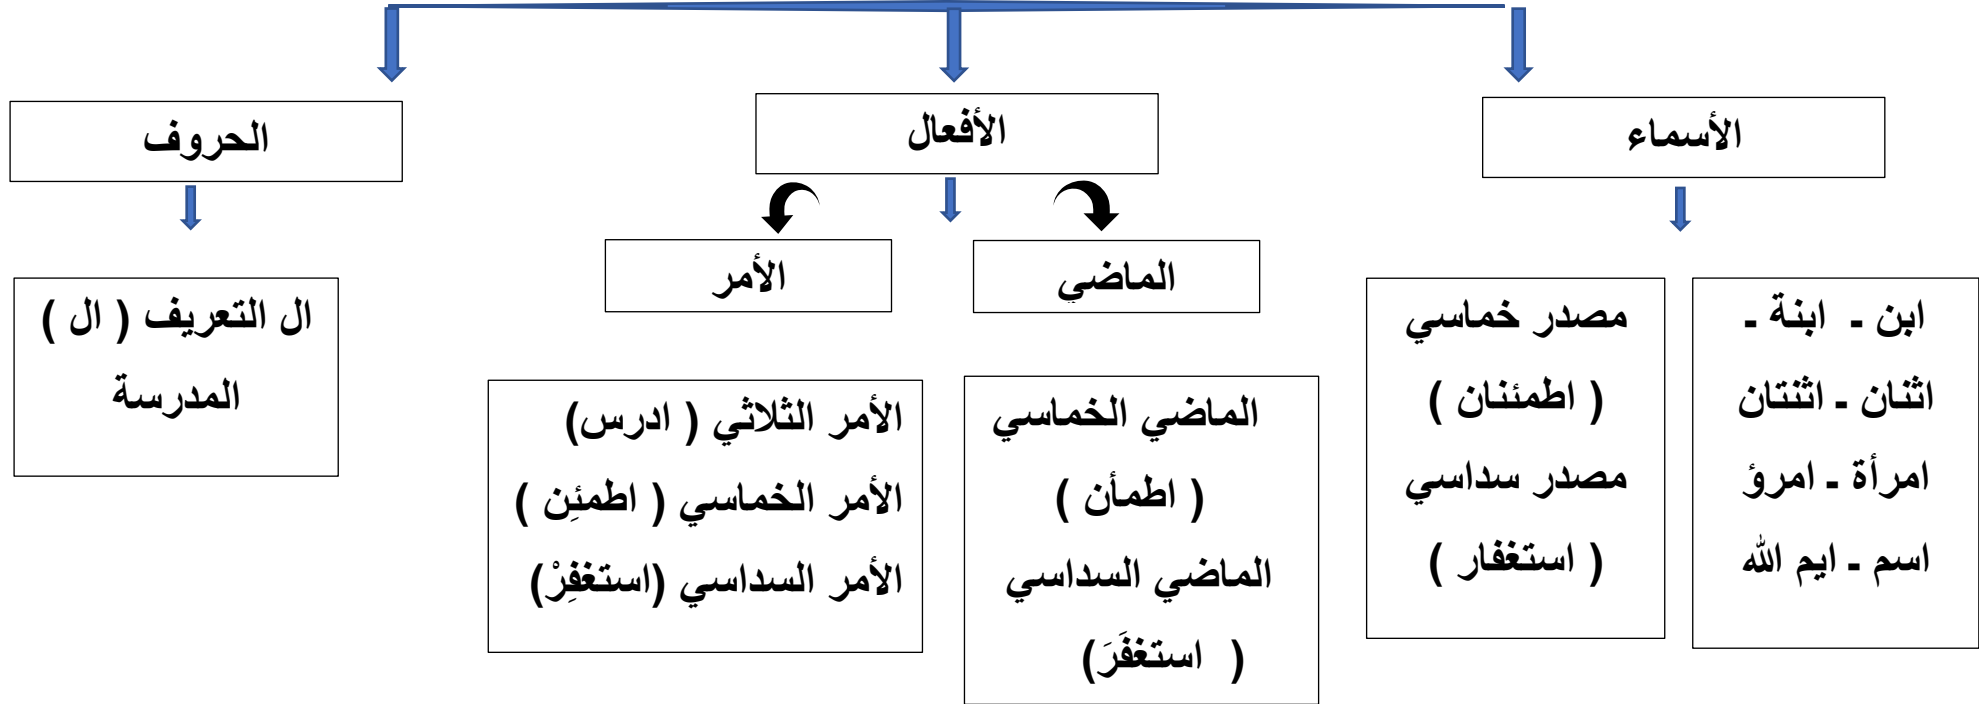 الأسماء
الأفعال
الحروف
الماضي
الأمر
ابن ـ ابنة ـ
اثنان ـ اثنتان
امرأة ـ امرؤ
اسم ـ ايم الله
مصدر خماسي
( اطمئنان )
مصدر سداسي
( استغفار )
الماضي الخماسي
( اطمأن )
الماضي السداسي
( استغفَرَ)
الأمر الثلاثي ( ادرس)
الأمر الخماسي ( اطمئِن )
الأمر السداسي (استغفِرْ)
ال التعريف ( ال )
المدرسة